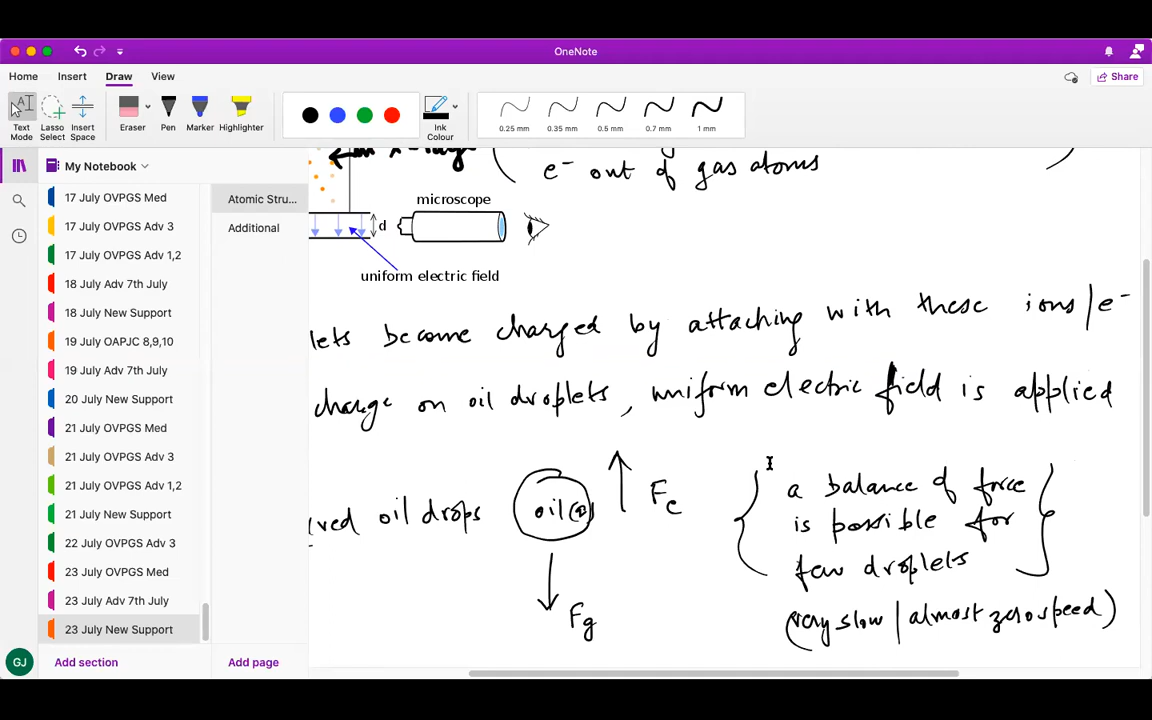 OneNote
Home Insert Draw View
Share
Text Mode
Lasso Select
Insert Space
Eraser
Pen
Marker
Highlighter
Ink Colour
0.25 mm
0.35 mm
0.5 mm
0.7 mm
1 mm
My Notebook
17 July OVPGS Med
17 July OVPGS Adv 3
17 July OVPGS Adv 1,2
18 July Adv 7th July
18 July New Support
19 July OAPJC 8,9,10
19 July Adv 7th July
20 July New Support
21 July OVPGS Med
21 July OVPGS Adv 3
21 July OVPGS Adv 1,2
21 July New Support
22 July OVPGS Adv 3
23 July OVPGS Med
23 July Adv 7th July
23 July New Support
GJ
Add section
Atomic Stru...
Additional
Add page
e⁻ out of gas atoms
microscope
d
uniform electric field
lets become charged by attaching with these ions/e⁻
charge on oil droplets, uniform electric field is applied
oil drops
oil
Fe
Fg
a balance of force
is possible for
few droplets
(very slow | almost zero speed)